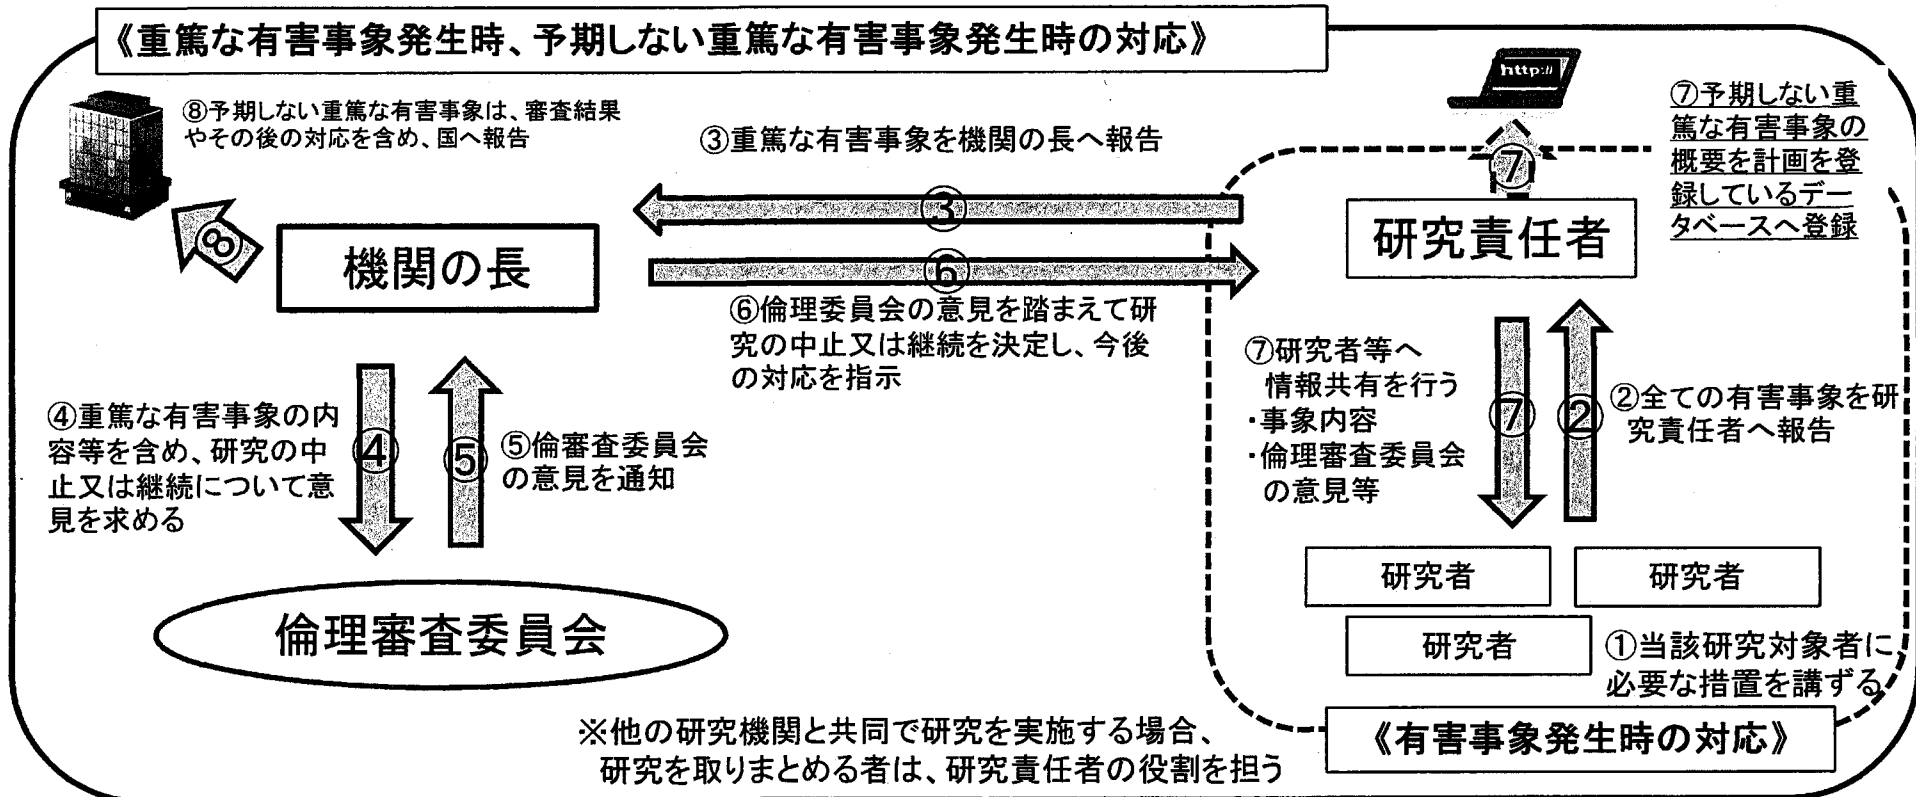 《重篤な有害事象発生時、予期しない重篤な有害事象発生時の対応》
⑧予期しない重篤な有害事象は、審査結果
やその後の対応を含め、国へ報告
③重篤な有害事象を機関の長へ報告
http://
⑦予期しない重
篤な有害事象の
概要を計画を登
録しているデー
タベースへ登録
⑦
③
⑧
機関の長
研究責任者
⑥
⑥倫理委員会の意見を踏まえて研
究の中止又は継続を決定し、今後
の対応を指示
④重篤な有害事象の内
容等を含め、研究の中
止又は継続について意
見を求める
④
⑤
⑤倫審査委員会
の意見を通知
⑦研究者等へ
情報共有を行う
・事象内容
・倫理審査委員会
の意見等
⑦
②
②全ての有害事象を研
究責任者へ報告
倫理審査委員会
研究者
研究者
研究者
①当該研究対象者に
必要な措置を講ずる
※他の研究機関と共同で研究を実施する場合、
研究を取りまとめる者は、研究責任者の役割を担う
《有害事象発生時の対応》